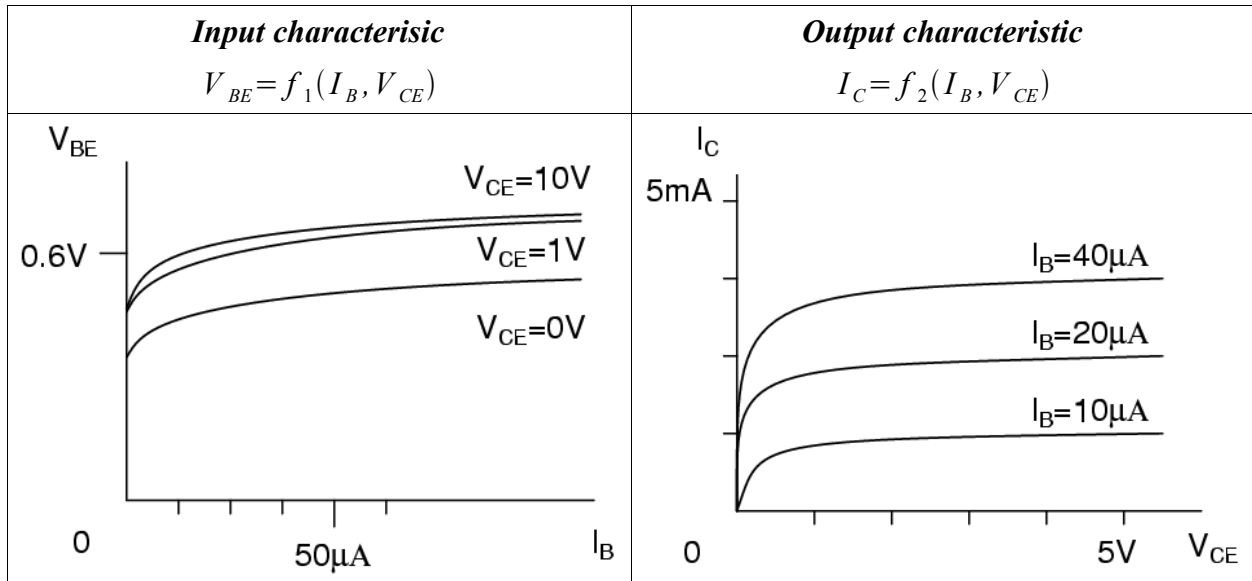 Input characterisic
V_BE = f_1(I_B, V_CE)
V_BE
V_CE=10V
0.6V
V_CE=1V
V_CE=0V
0
50μA
I_B
Output characteristic
I_C = f_2(I_B, V_CE)
I_C
5mA
I_B=40μA
I_B=20μA
I_B=10μA
0
5V
V_CE